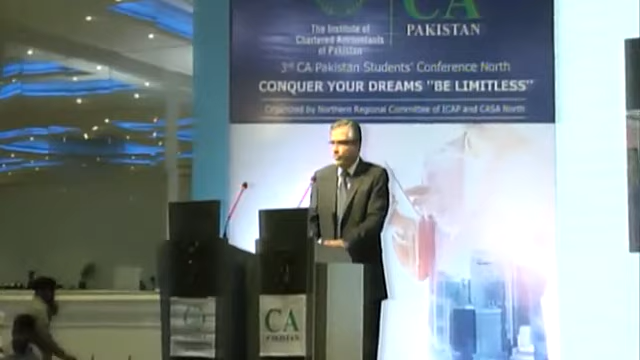 CA
PAKISTAN
The Institute of
Chartered Accountants
of Pakistan
3rd CA Pakistan Students' Conference North
CONQUER YOUR DREAMS "BE LIMITLESS"
Organized by Northern Regional Committee of ICAP and CASA North
CA
PAKISTAN